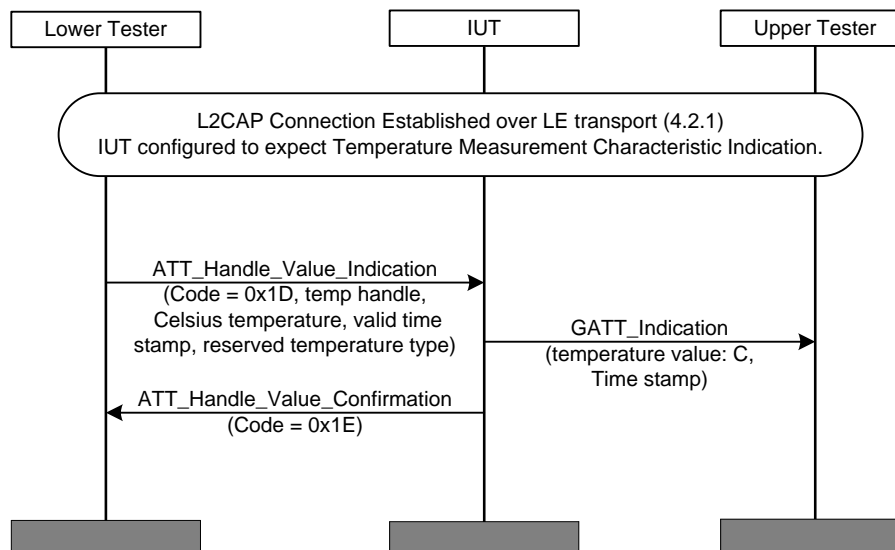 Lower Tester
IUT
Upper Tester
L2CAP Connection Established over LE transport (4.2.1)
IUT configured to expect Temperature Measurement Characteristic Indication.
ATT_Handle_Value_Indication
(Code = 0x1D, temp handle,
Celsius temperature, valid time
stamp, reserved temperature type)
GATT_Indication
(temperature value: C,
Time stamp)
ATT_Handle_Value_Confirmation
(Code = 0x1E)